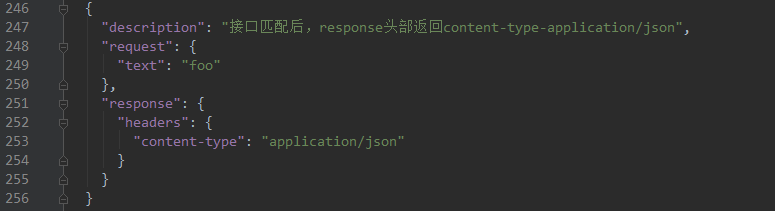 246 {
247 "description": "接口匹配后，response头部返回content-type-application/json",
248 "request": {
249 "text": "foo"
250 },
251 "response": {
252 "headers": {
253 "content-type": "application/json"
254 }
255 }
256 }